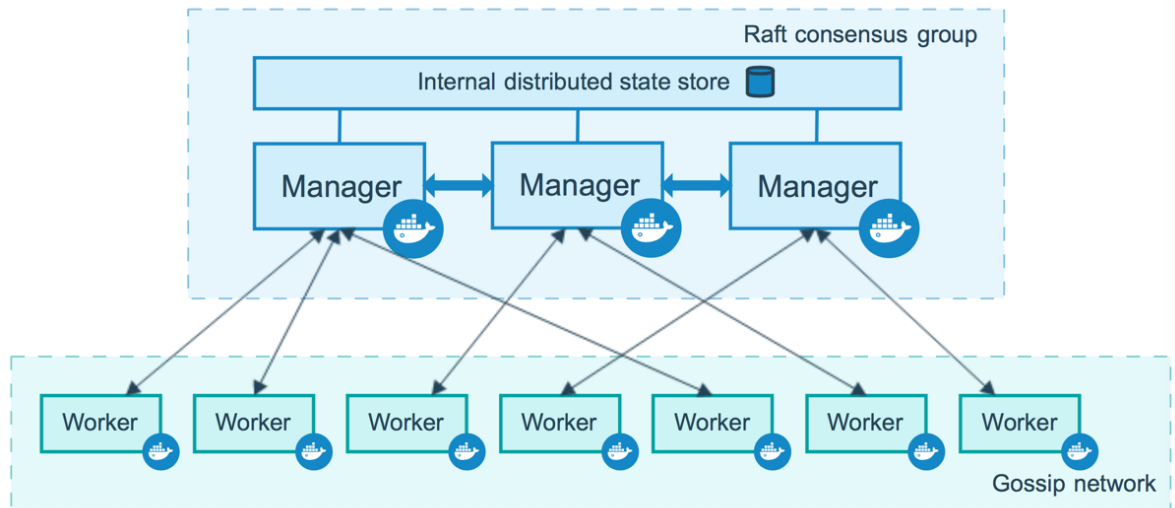 Raft consensus group
Internal distributed state store
Manager
Manager
Manager
Worker
Worker
Worker
Worker
Worker
Worker
Worker
Gossip network